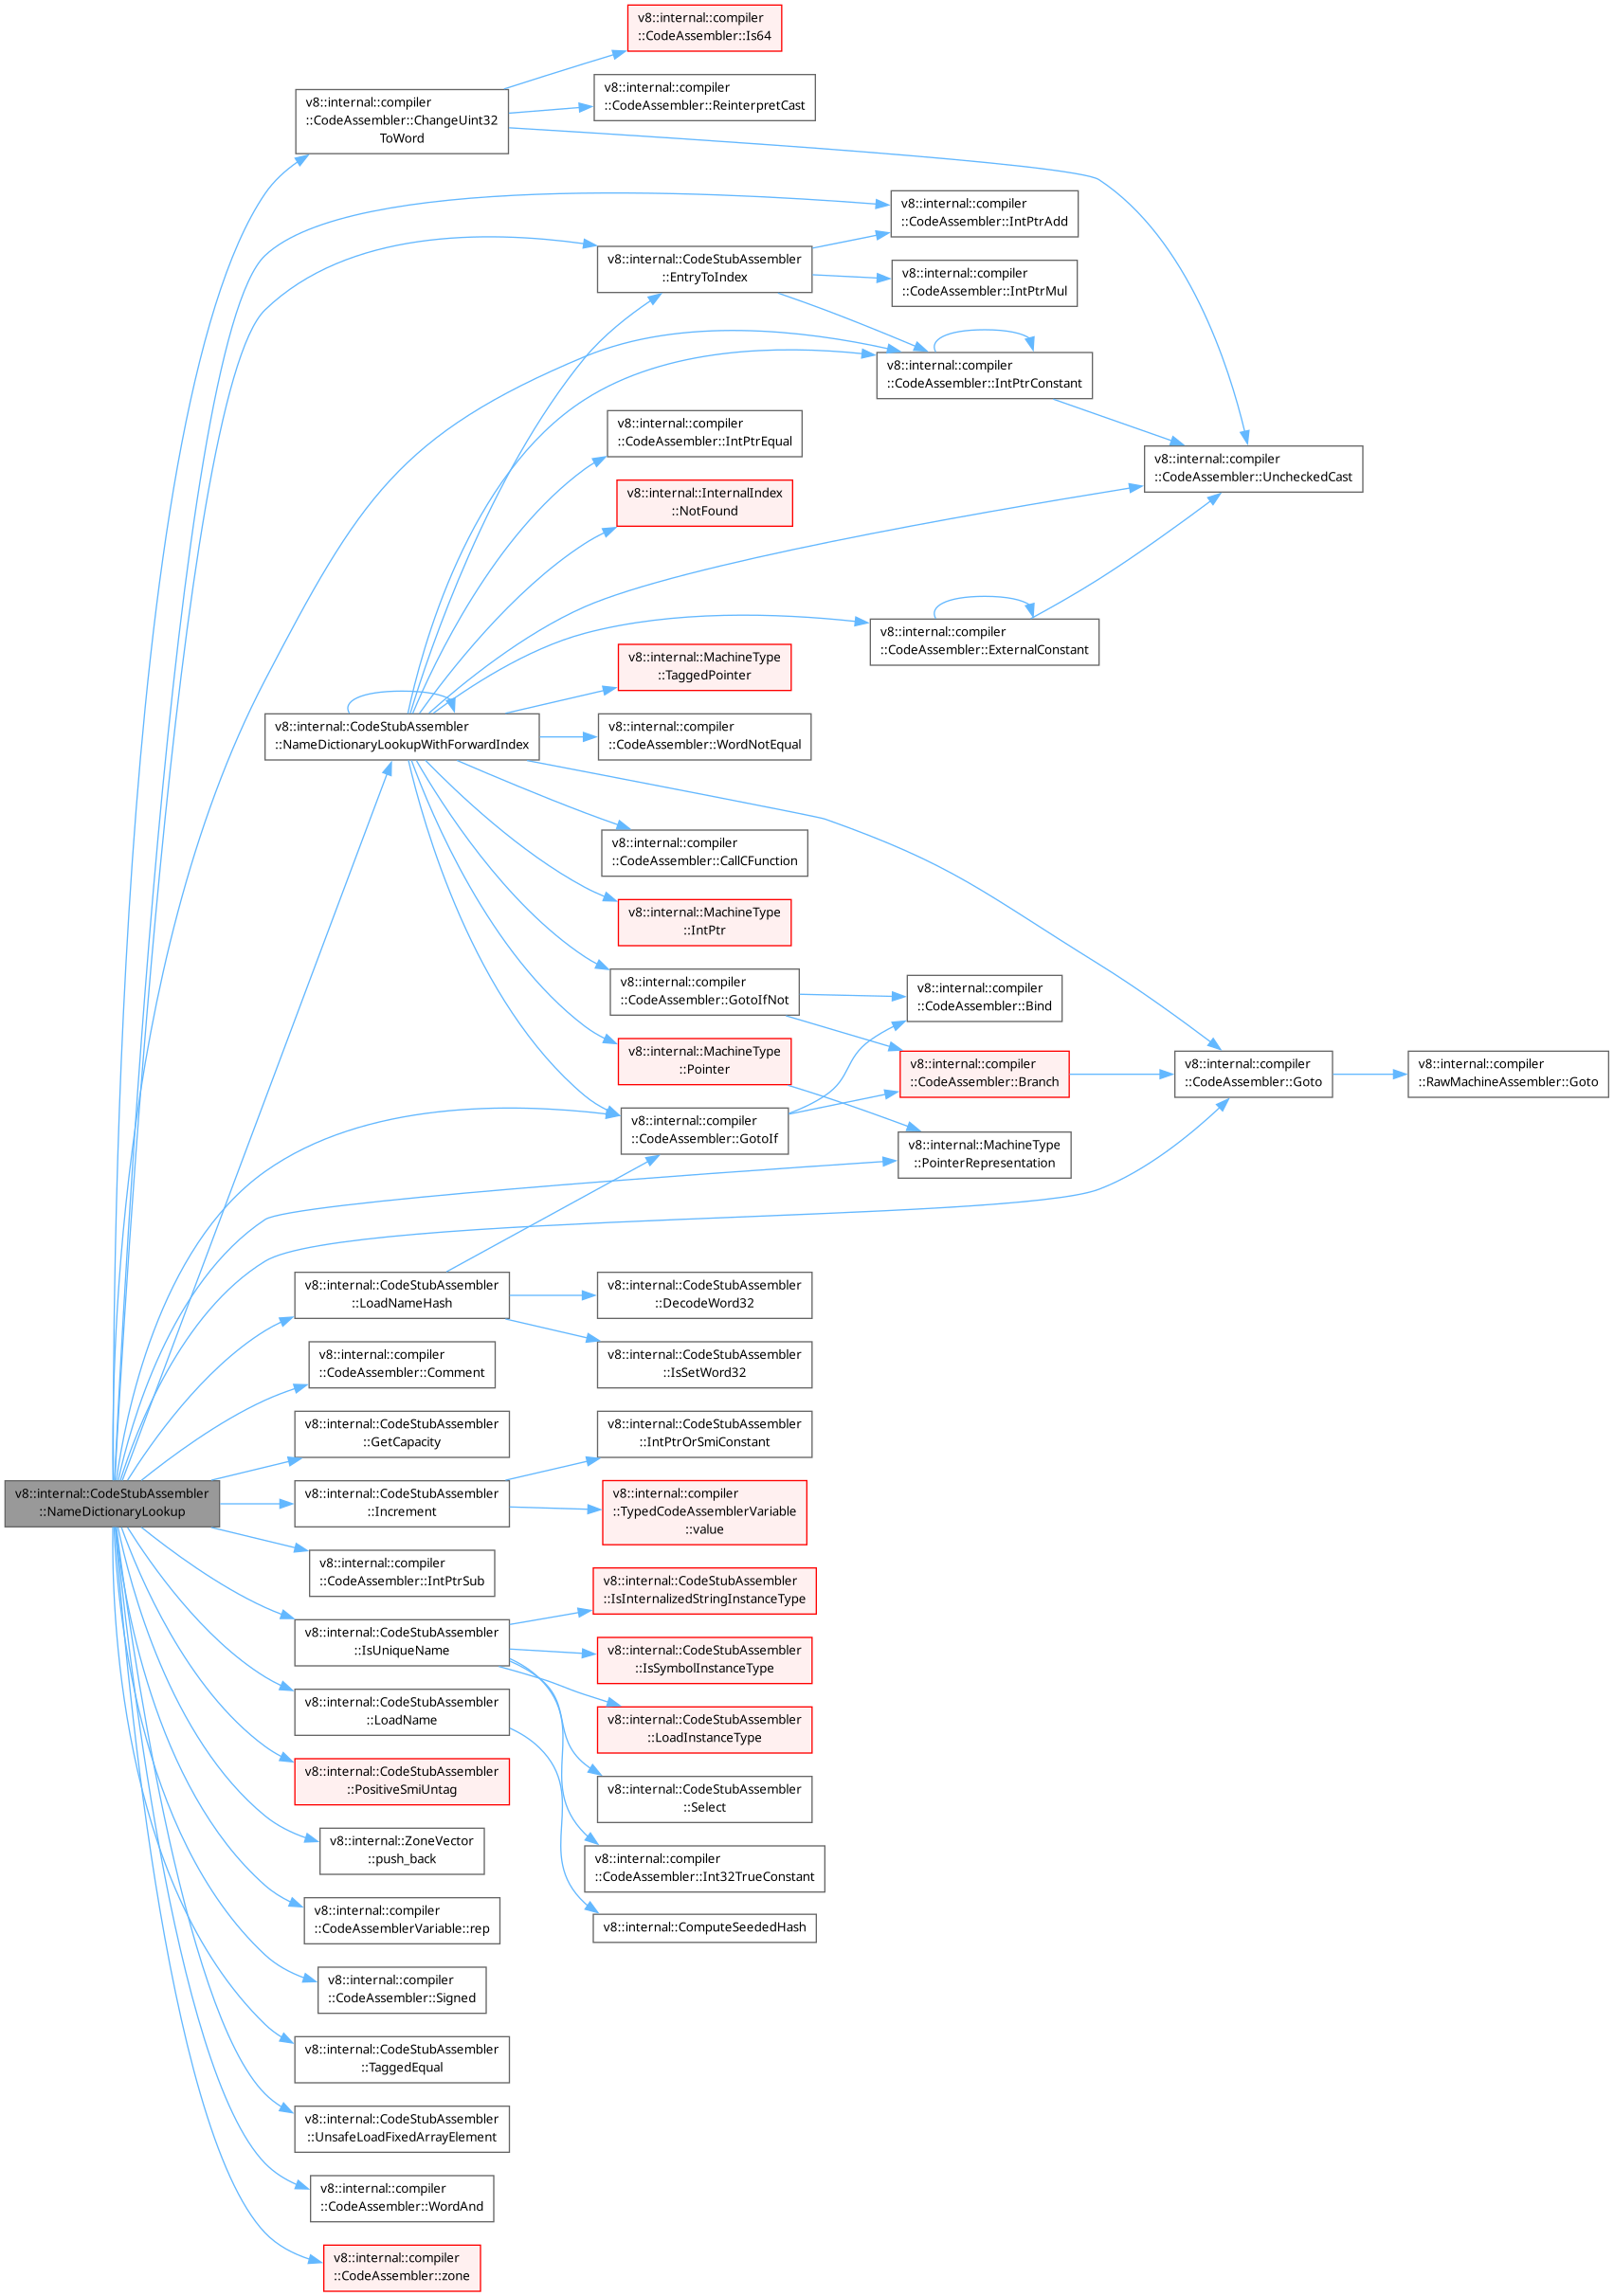 v8::internal::compiler
::CodeAssembler::Is64
v8::internal::compiler
::CodeAssembler::ReinterpretCast
v8::internal::compiler
::CodeAssembler::ChangeUint32
ToWord
v8::internal::compiler
::CodeAssembler::IntPtrAdd
v8::internal::CodeStubAssembler
::EntryToIndex
v8::internal::compiler
::CodeAssembler::IntPtrMul
v8::internal::compiler
::CodeAssembler::IntPtrConstant
v8::internal::compiler
::CodeAssembler::IntPtrEqual
v8::internal::compiler
::CodeAssembler::UncheckedCast
v8::internal::InternalIndex
::NotFound
v8::internal::compiler
::CodeAssembler::ExternalConstant
v8::internal::MachineType
::TaggedPointer
v8::internal::CodeStubAssembler
::NameDictionaryLookupWithForwardIndex
v8::internal::compiler
::CodeAssembler::WordNotEqual
v8::internal::compiler
::CodeAssembler::CallCFunction
v8::internal::MachineType
::IntPtr
v8::internal::compiler
::CodeAssembler::GotoIfNot
v8::internal::compiler
::CodeAssembler::Bind
v8::internal::MachineType
::Pointer
v8::internal::compiler
::CodeAssembler::Branch
v8::internal::compiler
::CodeAssembler::Goto
v8::internal::compiler
::RawMachineAssembler::Goto
v8::internal::compiler
::CodeAssembler::GotoIf
v8::internal::MachineType
::PointerRepresentation
v8::internal::CodeStubAssembler
::LoadNameHash
v8::internal::CodeStubAssembler
::DecodeWord32
v8::internal::compiler
::CodeAssembler::Comment
v8::internal::CodeStubAssembler
::IsSetWord32
v8::internal::CodeStubAssembler
::GetCapacity
v8::internal::CodeStubAssembler
::IntPtrOrSmiConstant
v8::internal::CodeStubAssembler
::NameDictionaryLookup
v8::internal::CodeStubAssembler
::Increment
v8::internal::compiler
::TypedCodeAssemblerVariable
::value
v8::internal::compiler
::CodeAssembler::IntPtrSub
v8::internal::CodeStubAssembler
::IsInternalizedStringInstanceType
v8::internal::CodeStubAssembler
::IsUniqueName
v8::internal::CodeStubAssembler
::IsSymbolInstanceType
v8::internal::CodeStubAssembler
::LoadName
v8::internal::CodeStubAssembler
::LoadInstanceType
v8::internal::CodeStubAssembler
::PositiveSmiUntag
v8::internal::CodeStubAssembler
::Select
v8::internal::ZoneVector
::push_back
v8::internal::compiler
::CodeAssembler::Int32TrueConstant
v8::internal::compiler
::CodeAssemblerVariable::rep
v8::internal::ComputeSeededHash
v8::internal::compiler
::CodeAssembler::Signed
v8::internal::CodeStubAssembler
::TaggedEqual
v8::internal::CodeStubAssembler
::UnsafeLoadFixedArrayElement
v8::internal::compiler
::CodeAssembler::WordAnd
v8::internal::compiler
::CodeAssembler::zone